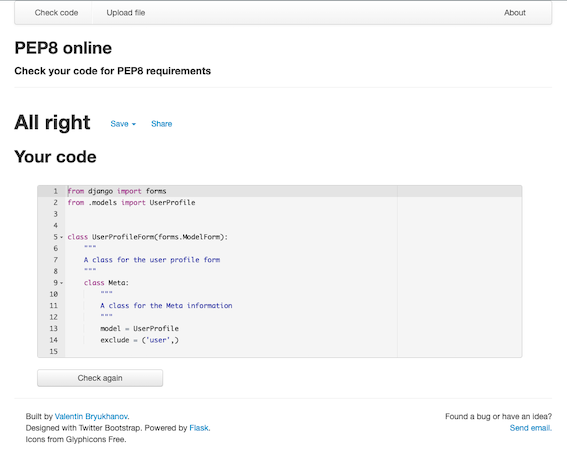 Check code Upload file About
PEP8 online
Check your code for PEP8 requirements
All right Save Share
Your code
1 from django import forms
2 from .models import UserProfile
3
4
5 class UserProfileForm(forms.ModelForm):
6 """
7 A class for the user profile form
8 """
9 class Meta:
10 """
11 A class for the Meta information
12 """
13 model = UserProfile
14 exclude = ('user',)
15
Check again
Built by Valentin Bryukhanov. Found a bug or have an idea?
Designed with Twitter Bootstrap. Powered by Flask. Send email.
Icons from Glyphicons Free.